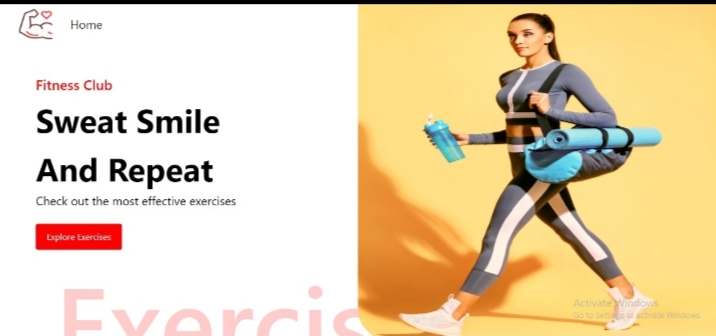 Home
Fitness Club
Sweat Smile
And Repeat
Check out the most effective exercises
Explore Exercises
Exercis
Activate Windows
Go to Settings to activate Windows.